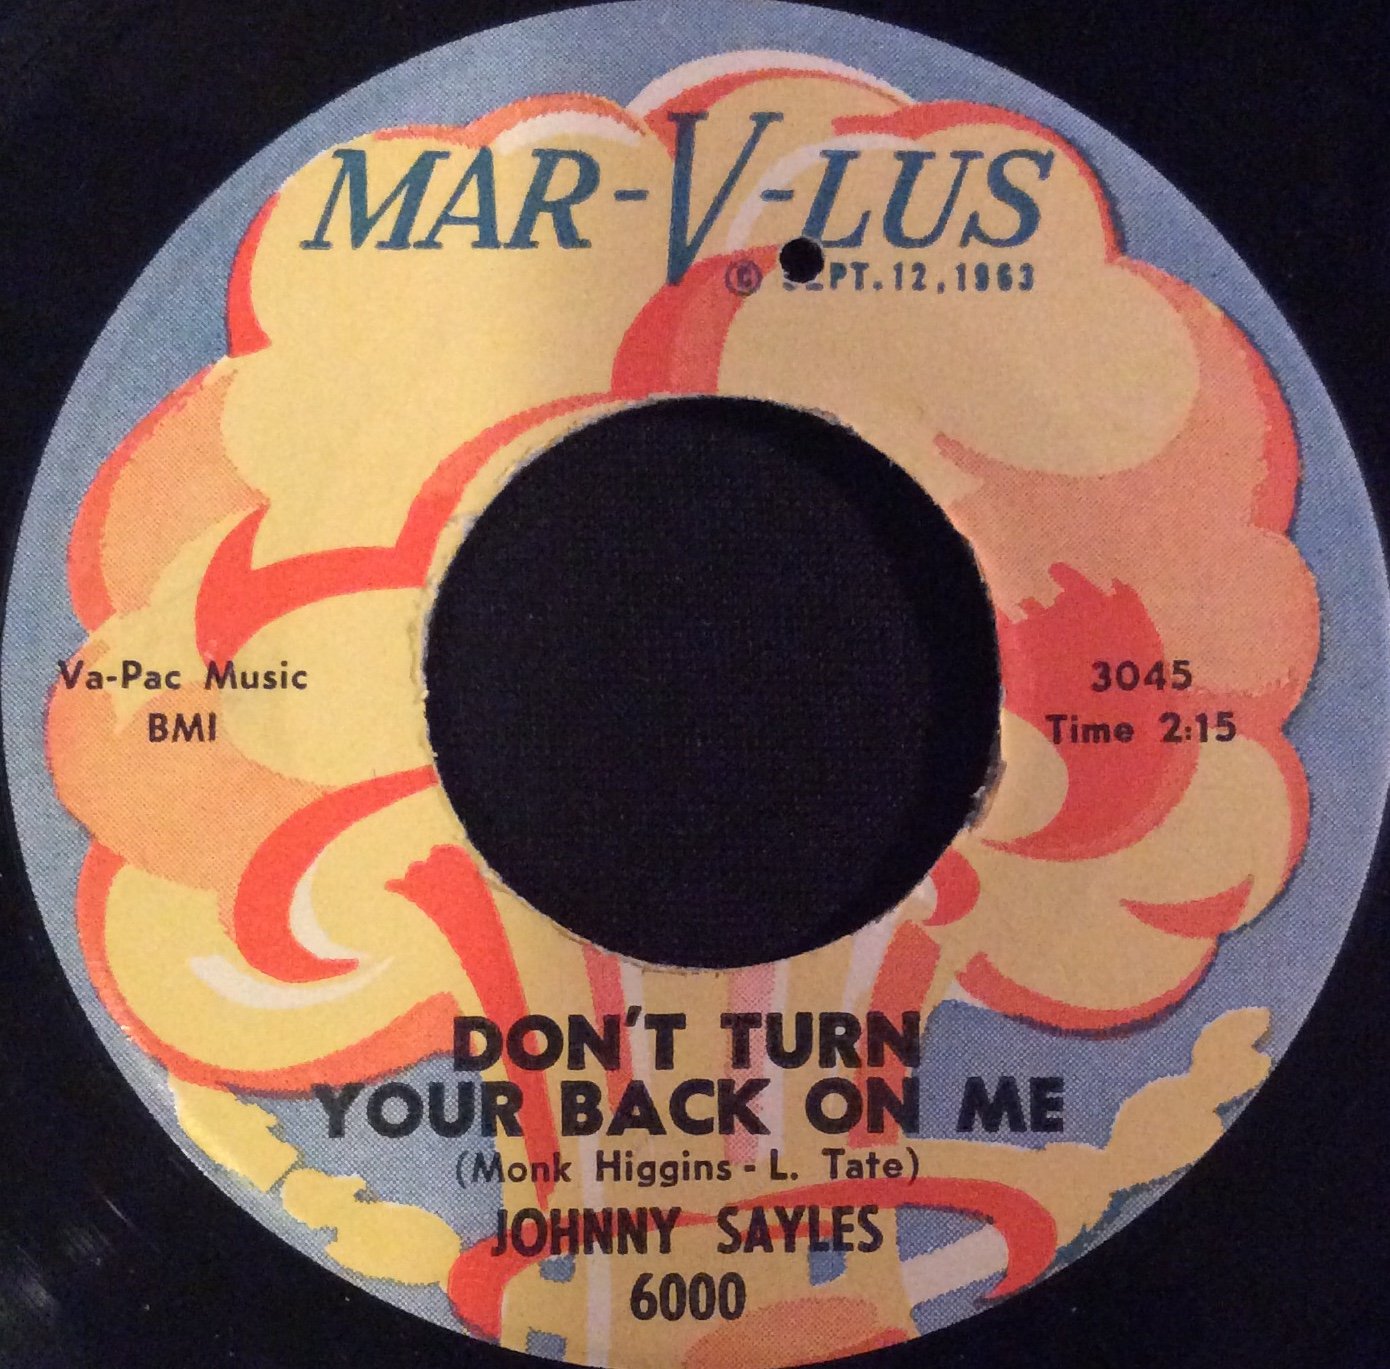 MAR-V-LUS
© SEPT.12,1963
Va-Pac Music
BMI
3045
Time 2:15
DON'T TURN
YOUR BACK ON ME
(Monk Higgins - L. Tate)
JOHNNY SAYLES
6000